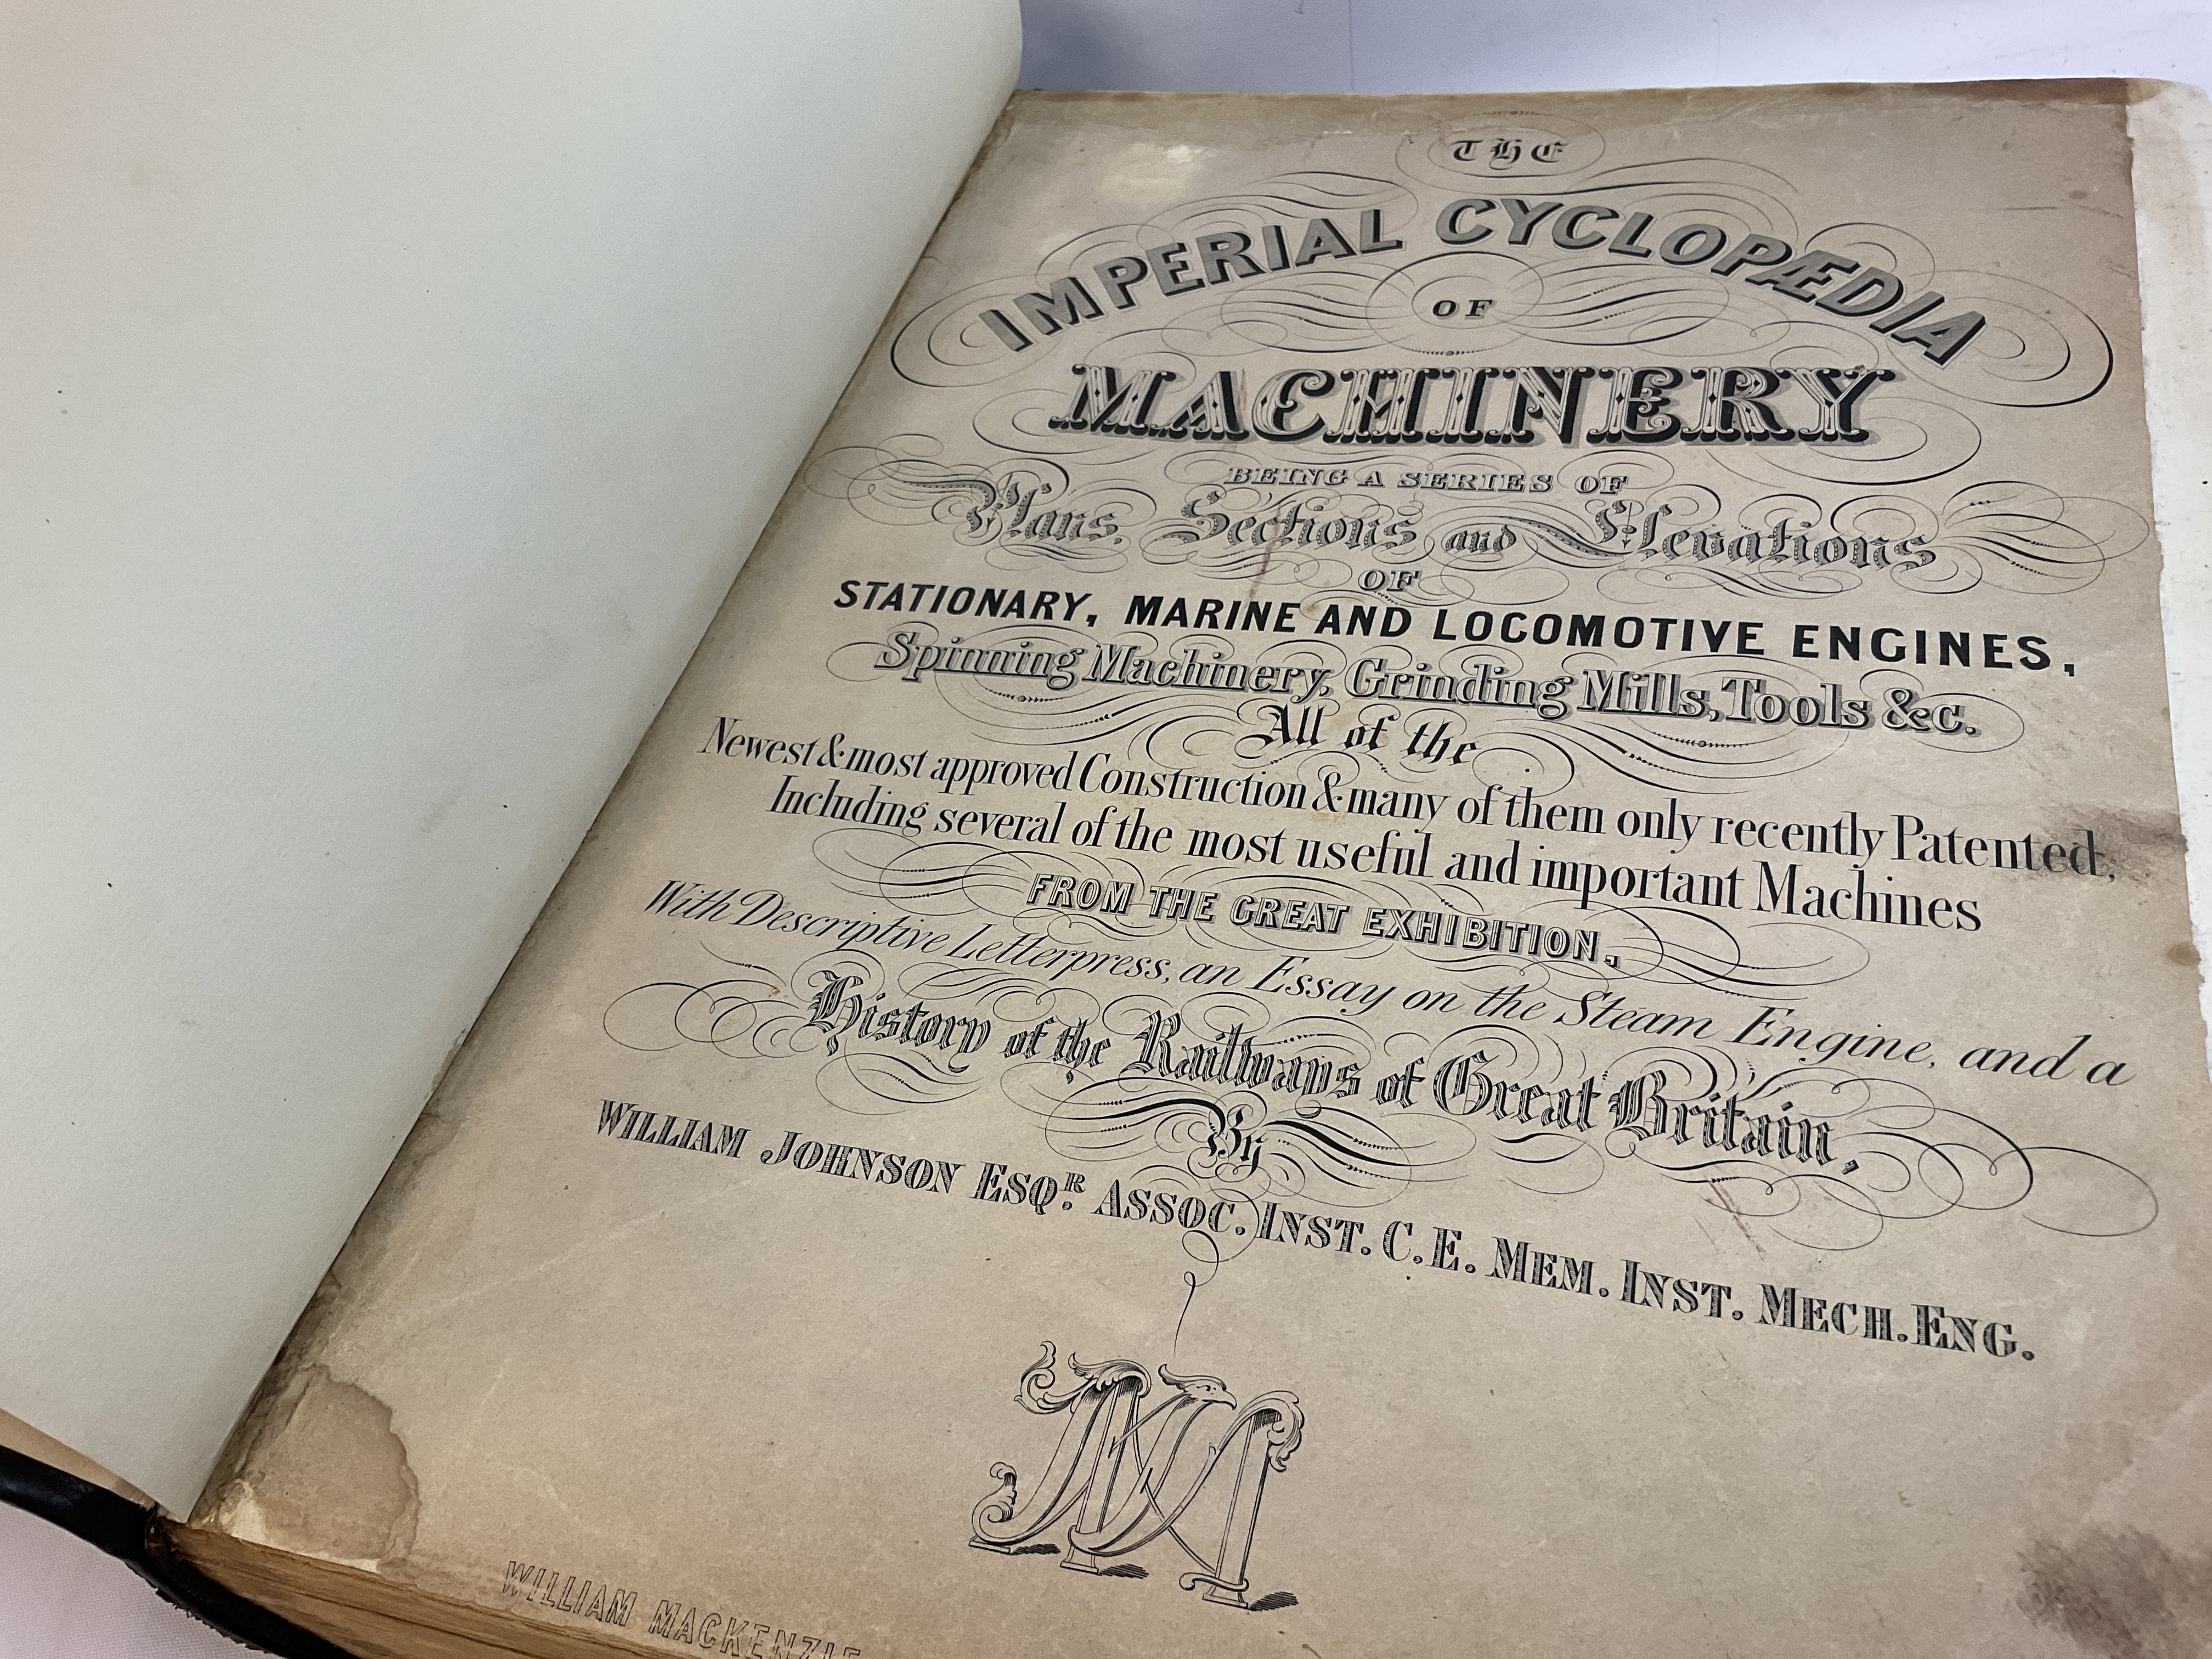 THE
IMPERIAL CYCLOPÆDIA
OF
MACHINERY
BEING A SERIES OF
Plans, Sections and Elevations
OF
STATIONARY, MARINE AND LOCOMOTIVE ENGINES,
Spinning Machinery, Grinding Mills, Tools &c.
All of the
Newest & most approved Construction & many of them only recently Patented,
Including several of the most useful and important Machines
FROM THE GREAT EXHIBITION,
With Descriptive Letterpress, an Essay on the Steam Engine, and a
History of the Railways of Great Britain,
By
WILLIAM JOHNSON ESQ.R ASSOC. INST. C.E. MEM. INST. MECH. ENG.
WILLIAM MACKENZIE